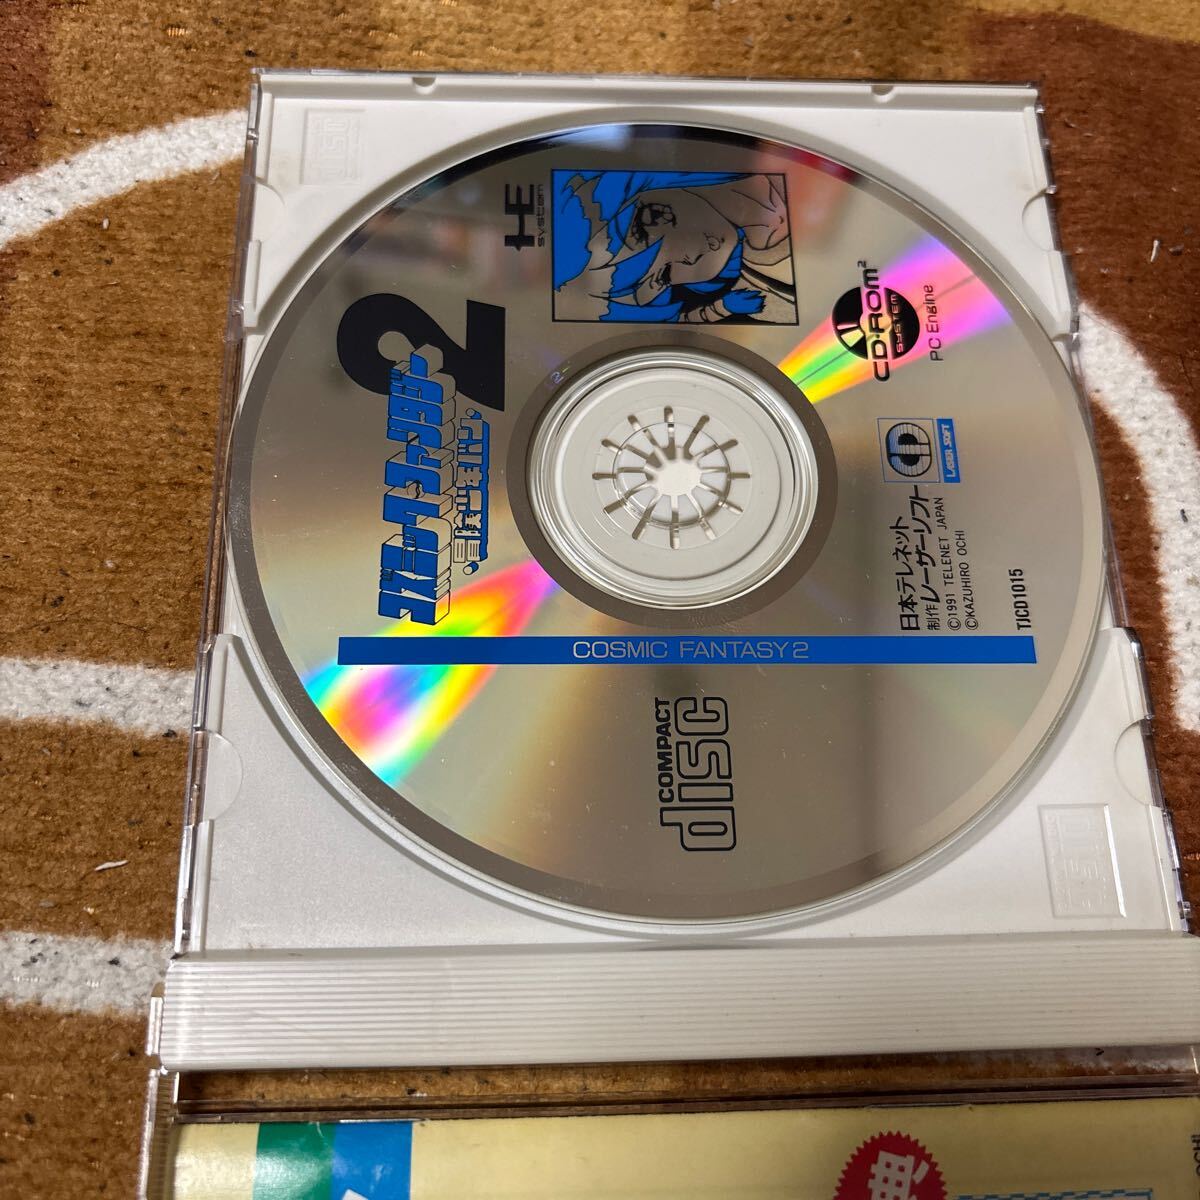 HE
system
2
コズミック・ファンタジー
・冒険少年バン・
CD-ROM²
SYSTEM
PC Engine
LASER SOFT
日本テレネット
制作 レーザーソフト
©1991 TELENET JAPAN
©KAZUHIRO OCHI
TJCD1015
COSMIC FANTASY 2
COMPACT
disc
典